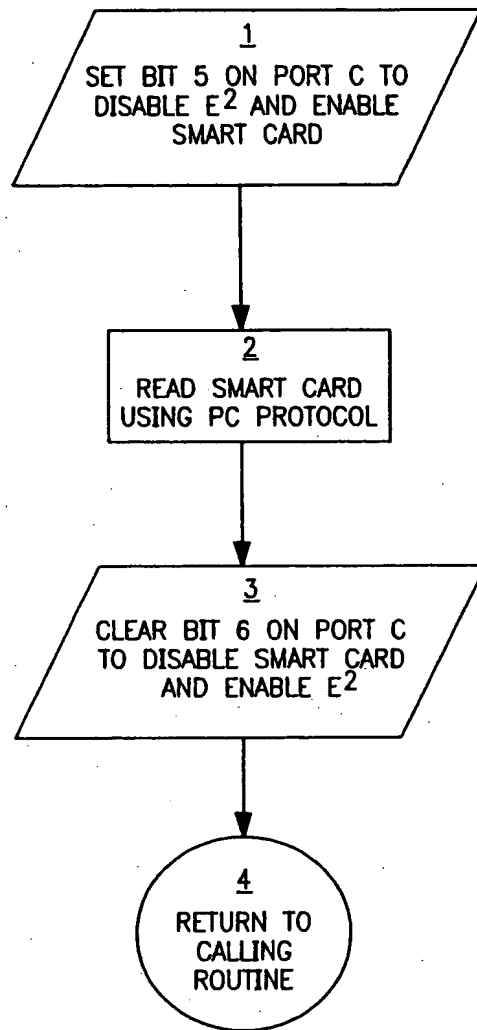 1
SET BIT 5 ON PORT C TO
DISABLE E² AND ENABLE
SMART CARD
2
READ SMART CARD
USING PC PROTOCOL
3
CLEAR BIT 6 ON PORT C
TO DISABLE SMART CARD
AND ENABLE E²
4
RETURN TO
CALLING
ROUTINE